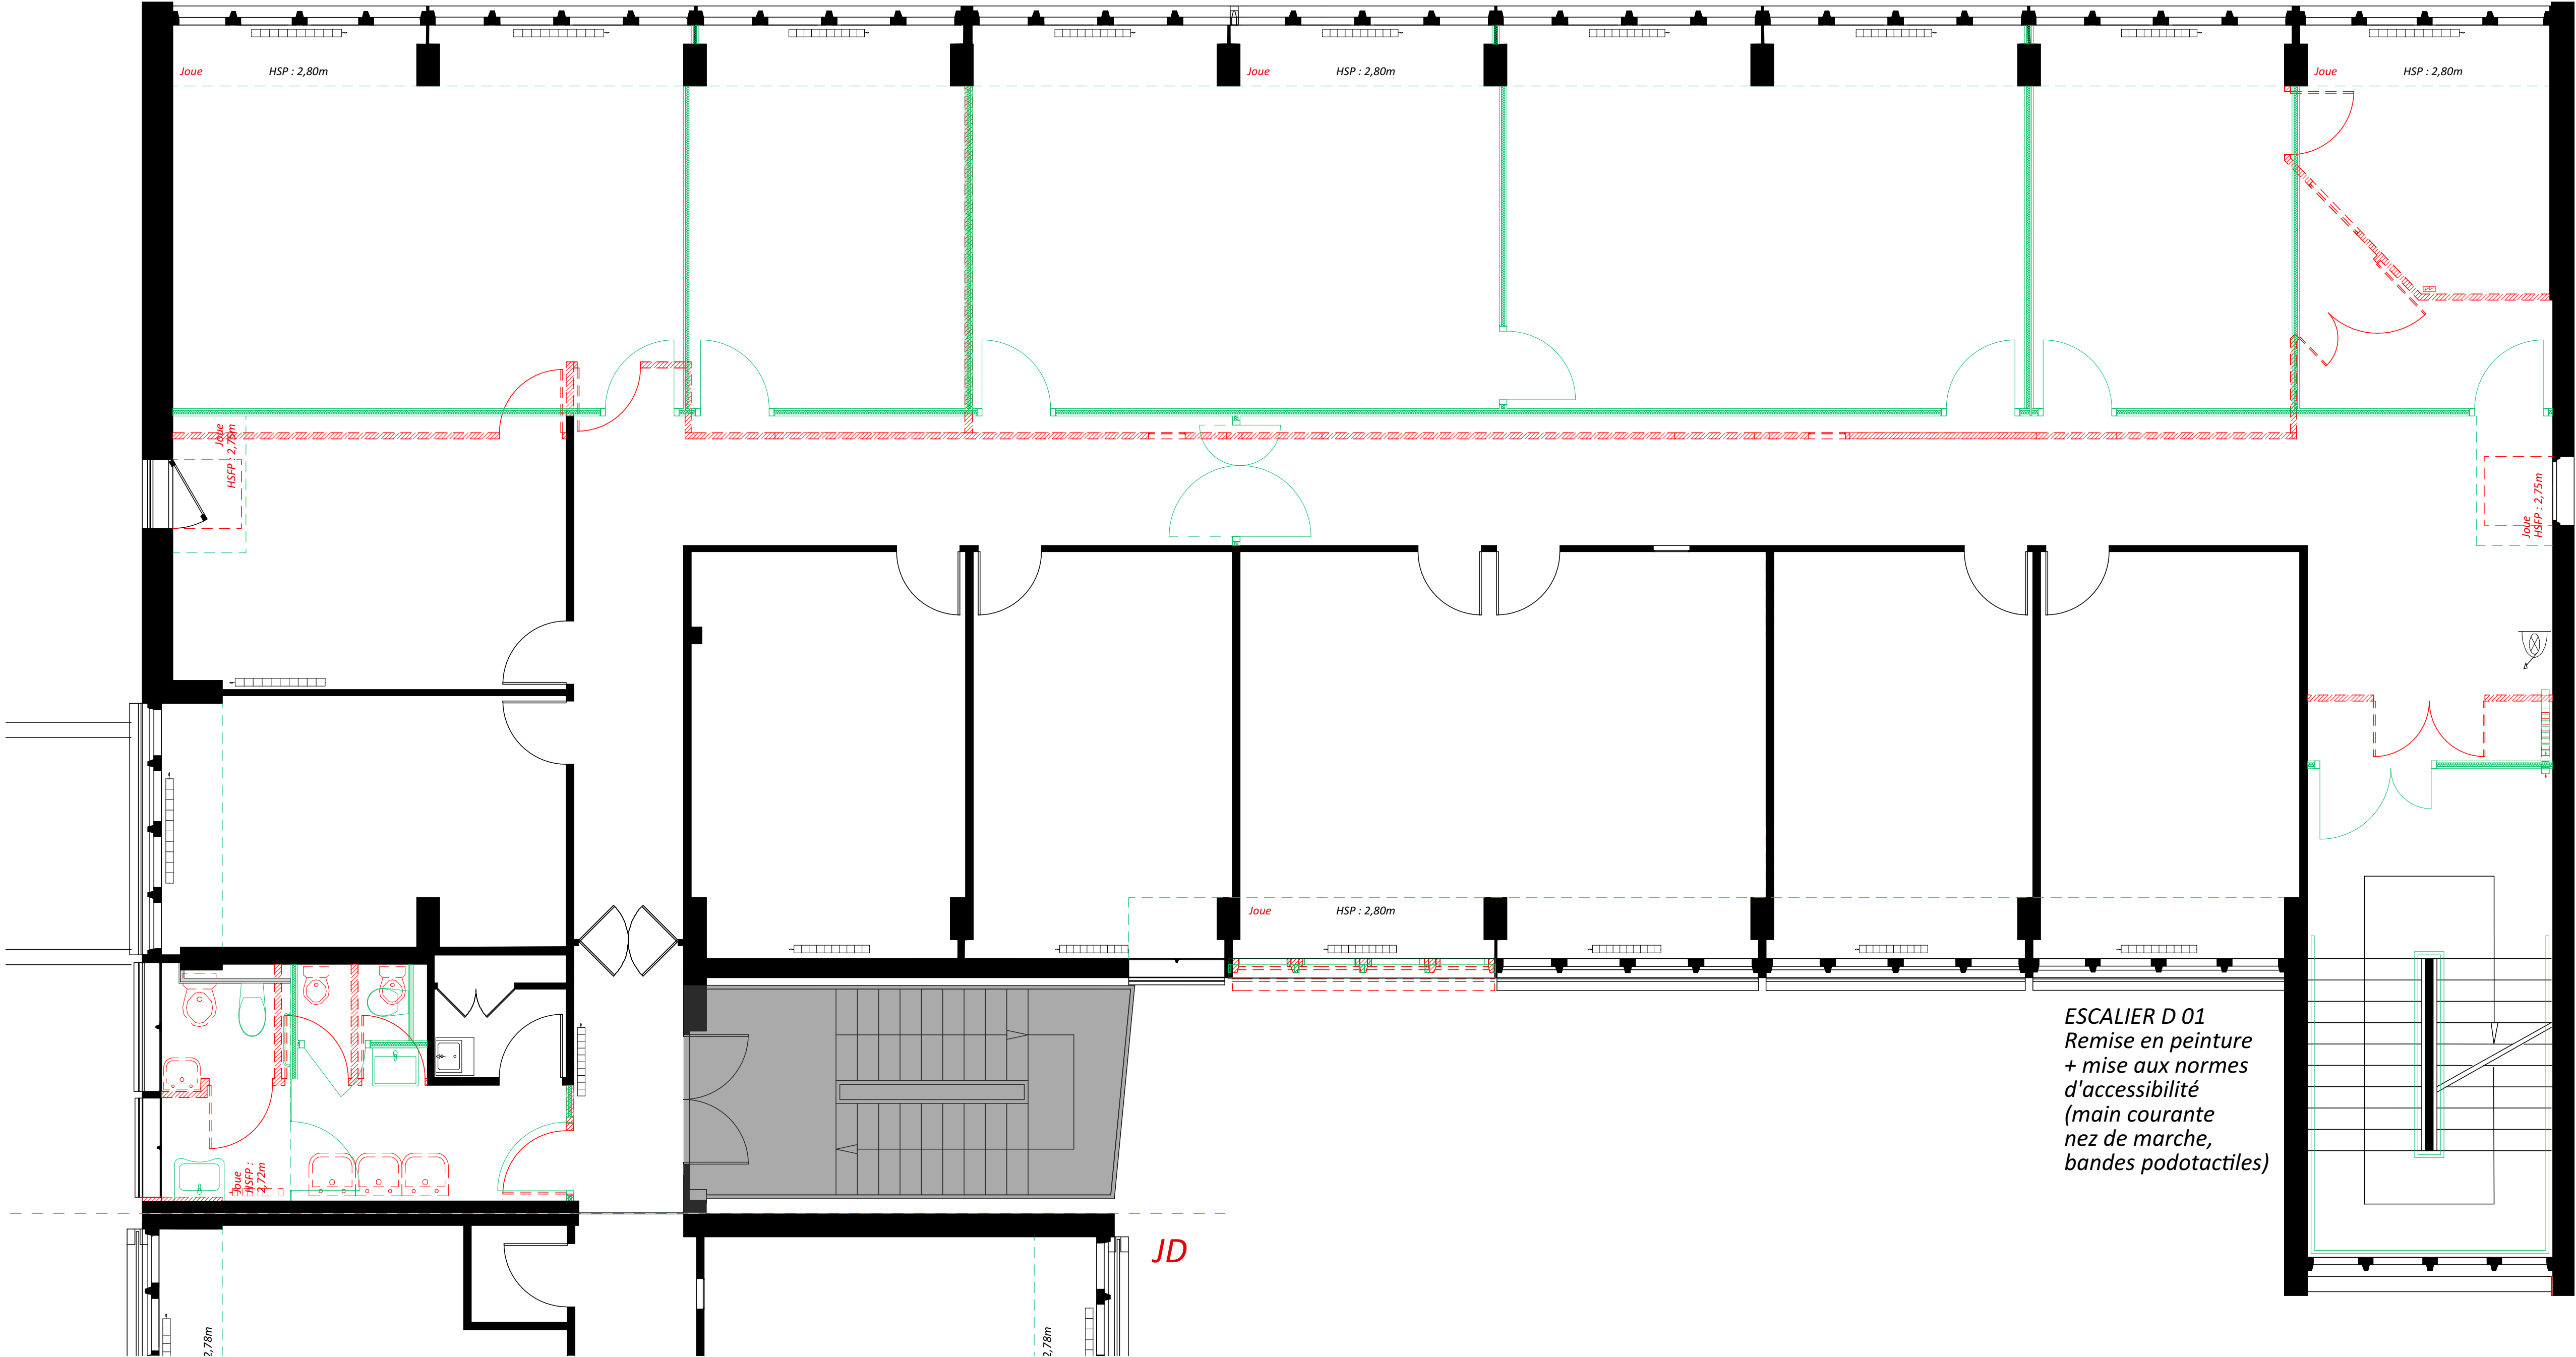 Joue HSP : 2,80m
Joue HSP : 2,80m
Joue HSP : 2,80m
Joue
HSFP : 2,75m
Joue
HSFP : 2,75m
Joue HSP : 2,80m
ESCALIER D 01
Remise en peinture
+ mise aux normes
d'accessibilité
(main courante
nez de marche,
bandes podotactiles)
Joue
HSFP :
2,72m
JD
2,78m
2,78m